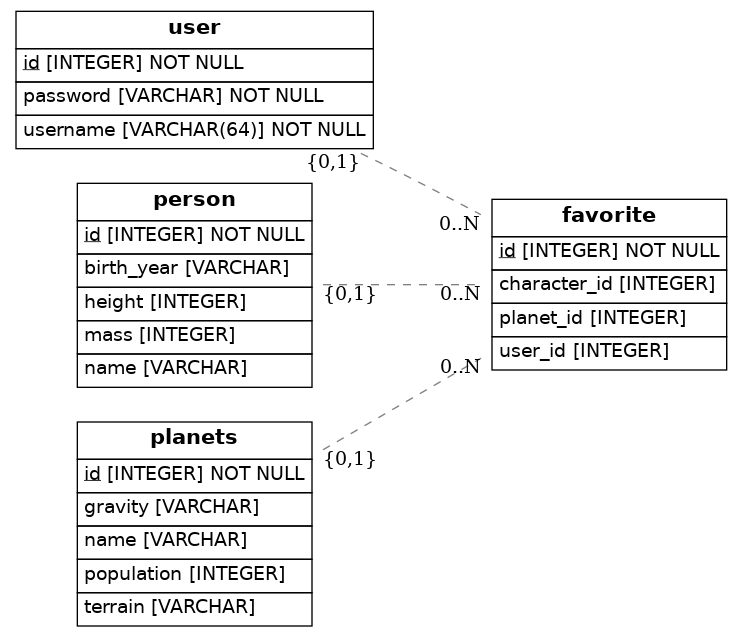 user
id [INTEGER] NOT NULL
password [VARCHAR] NOT NULL
username [VARCHAR(64)] NOT NULL
{0,1}
0..N
person
id [INTEGER] NOT NULL
birth_year [VARCHAR]
height [INTEGER]
mass [INTEGER]
name [VARCHAR]
{0,1}
0..N
favorite
id [INTEGER] NOT NULL
character_id [INTEGER]
planet_id [INTEGER]
user_id [INTEGER]
0..N
{0,1}
planets
id [INTEGER] NOT NULL
gravity [VARCHAR]
name [VARCHAR]
population [INTEGER]
terrain [VARCHAR]